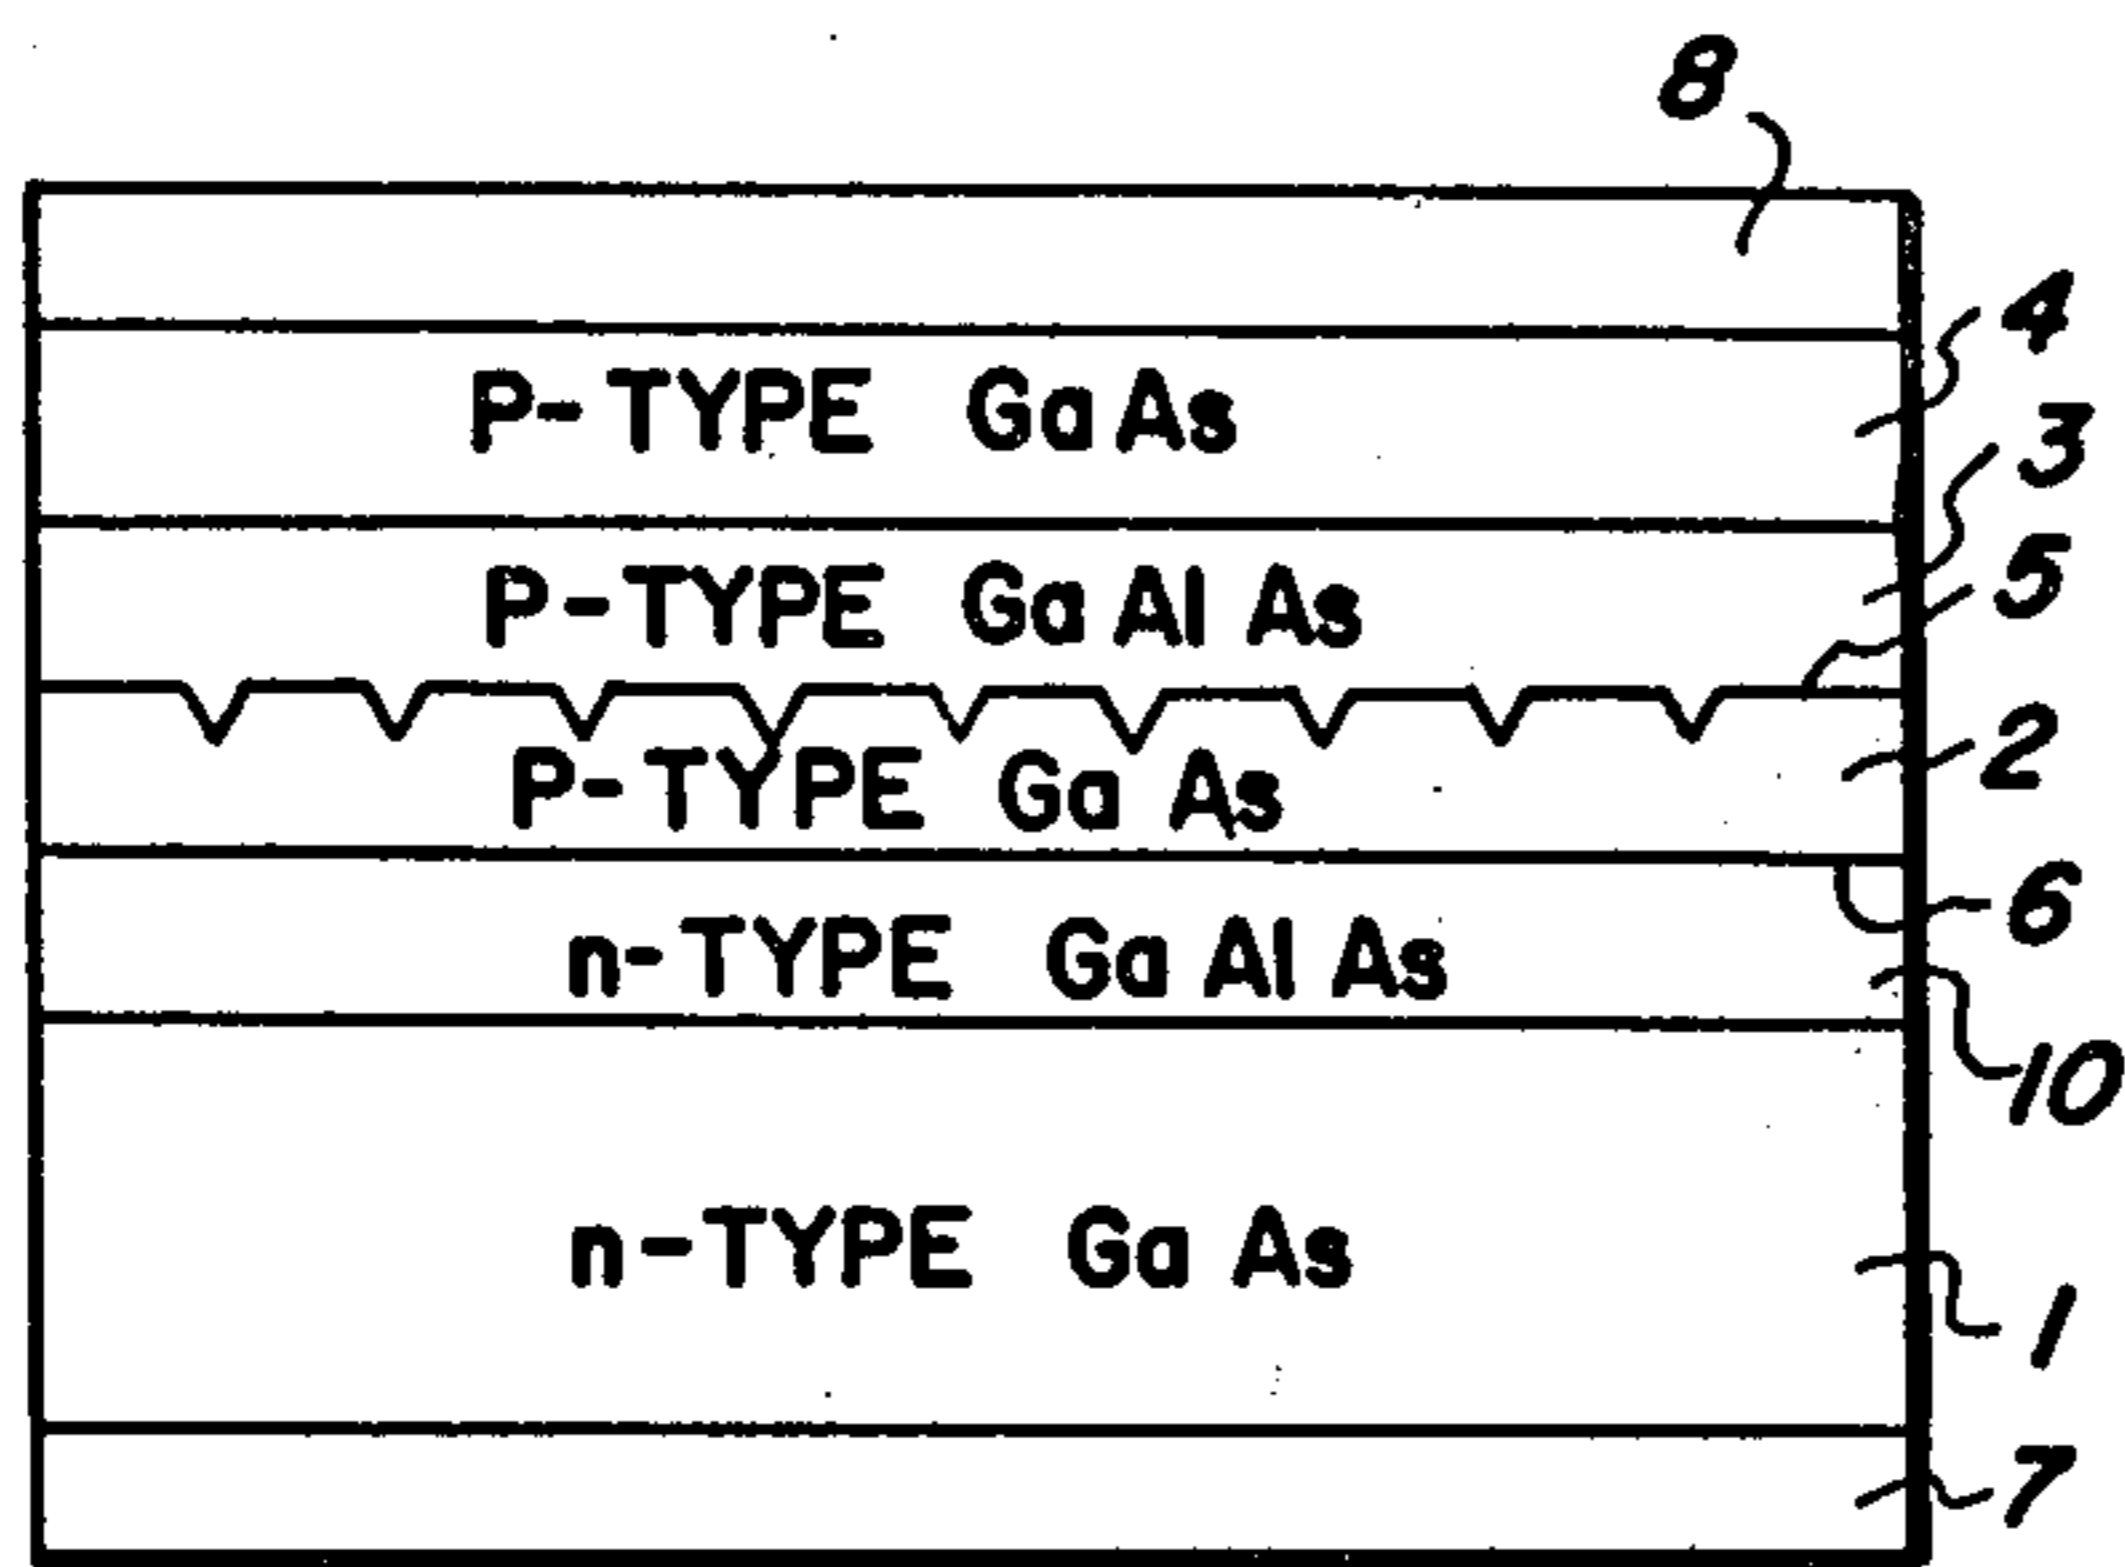 8
P-TYPE GaAs 4
3
P-TYPE GaAlAs 5
P-TYPE GaAs 2
6
n-TYPE GaAlAs
10
n-TYPE GaAs
1
7